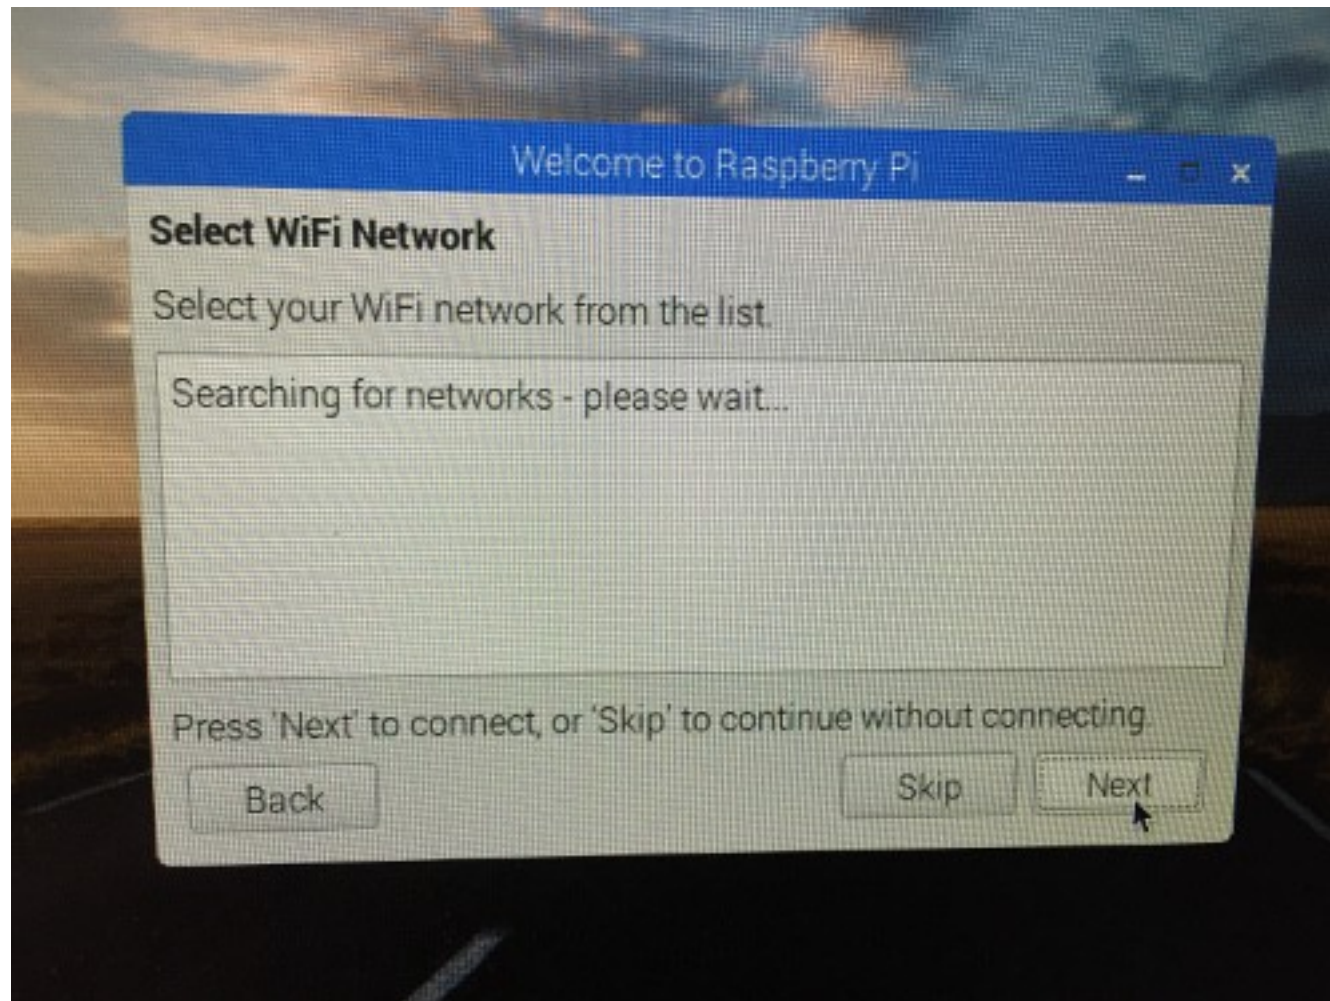 Welcome to Raspberry Pi
Select WiFi Network
Select your WiFi network from the list.
Searching for networks - please wait...
Press 'Next' to connect, or 'Skip' to continue without connecting.
Back
Skip
Next